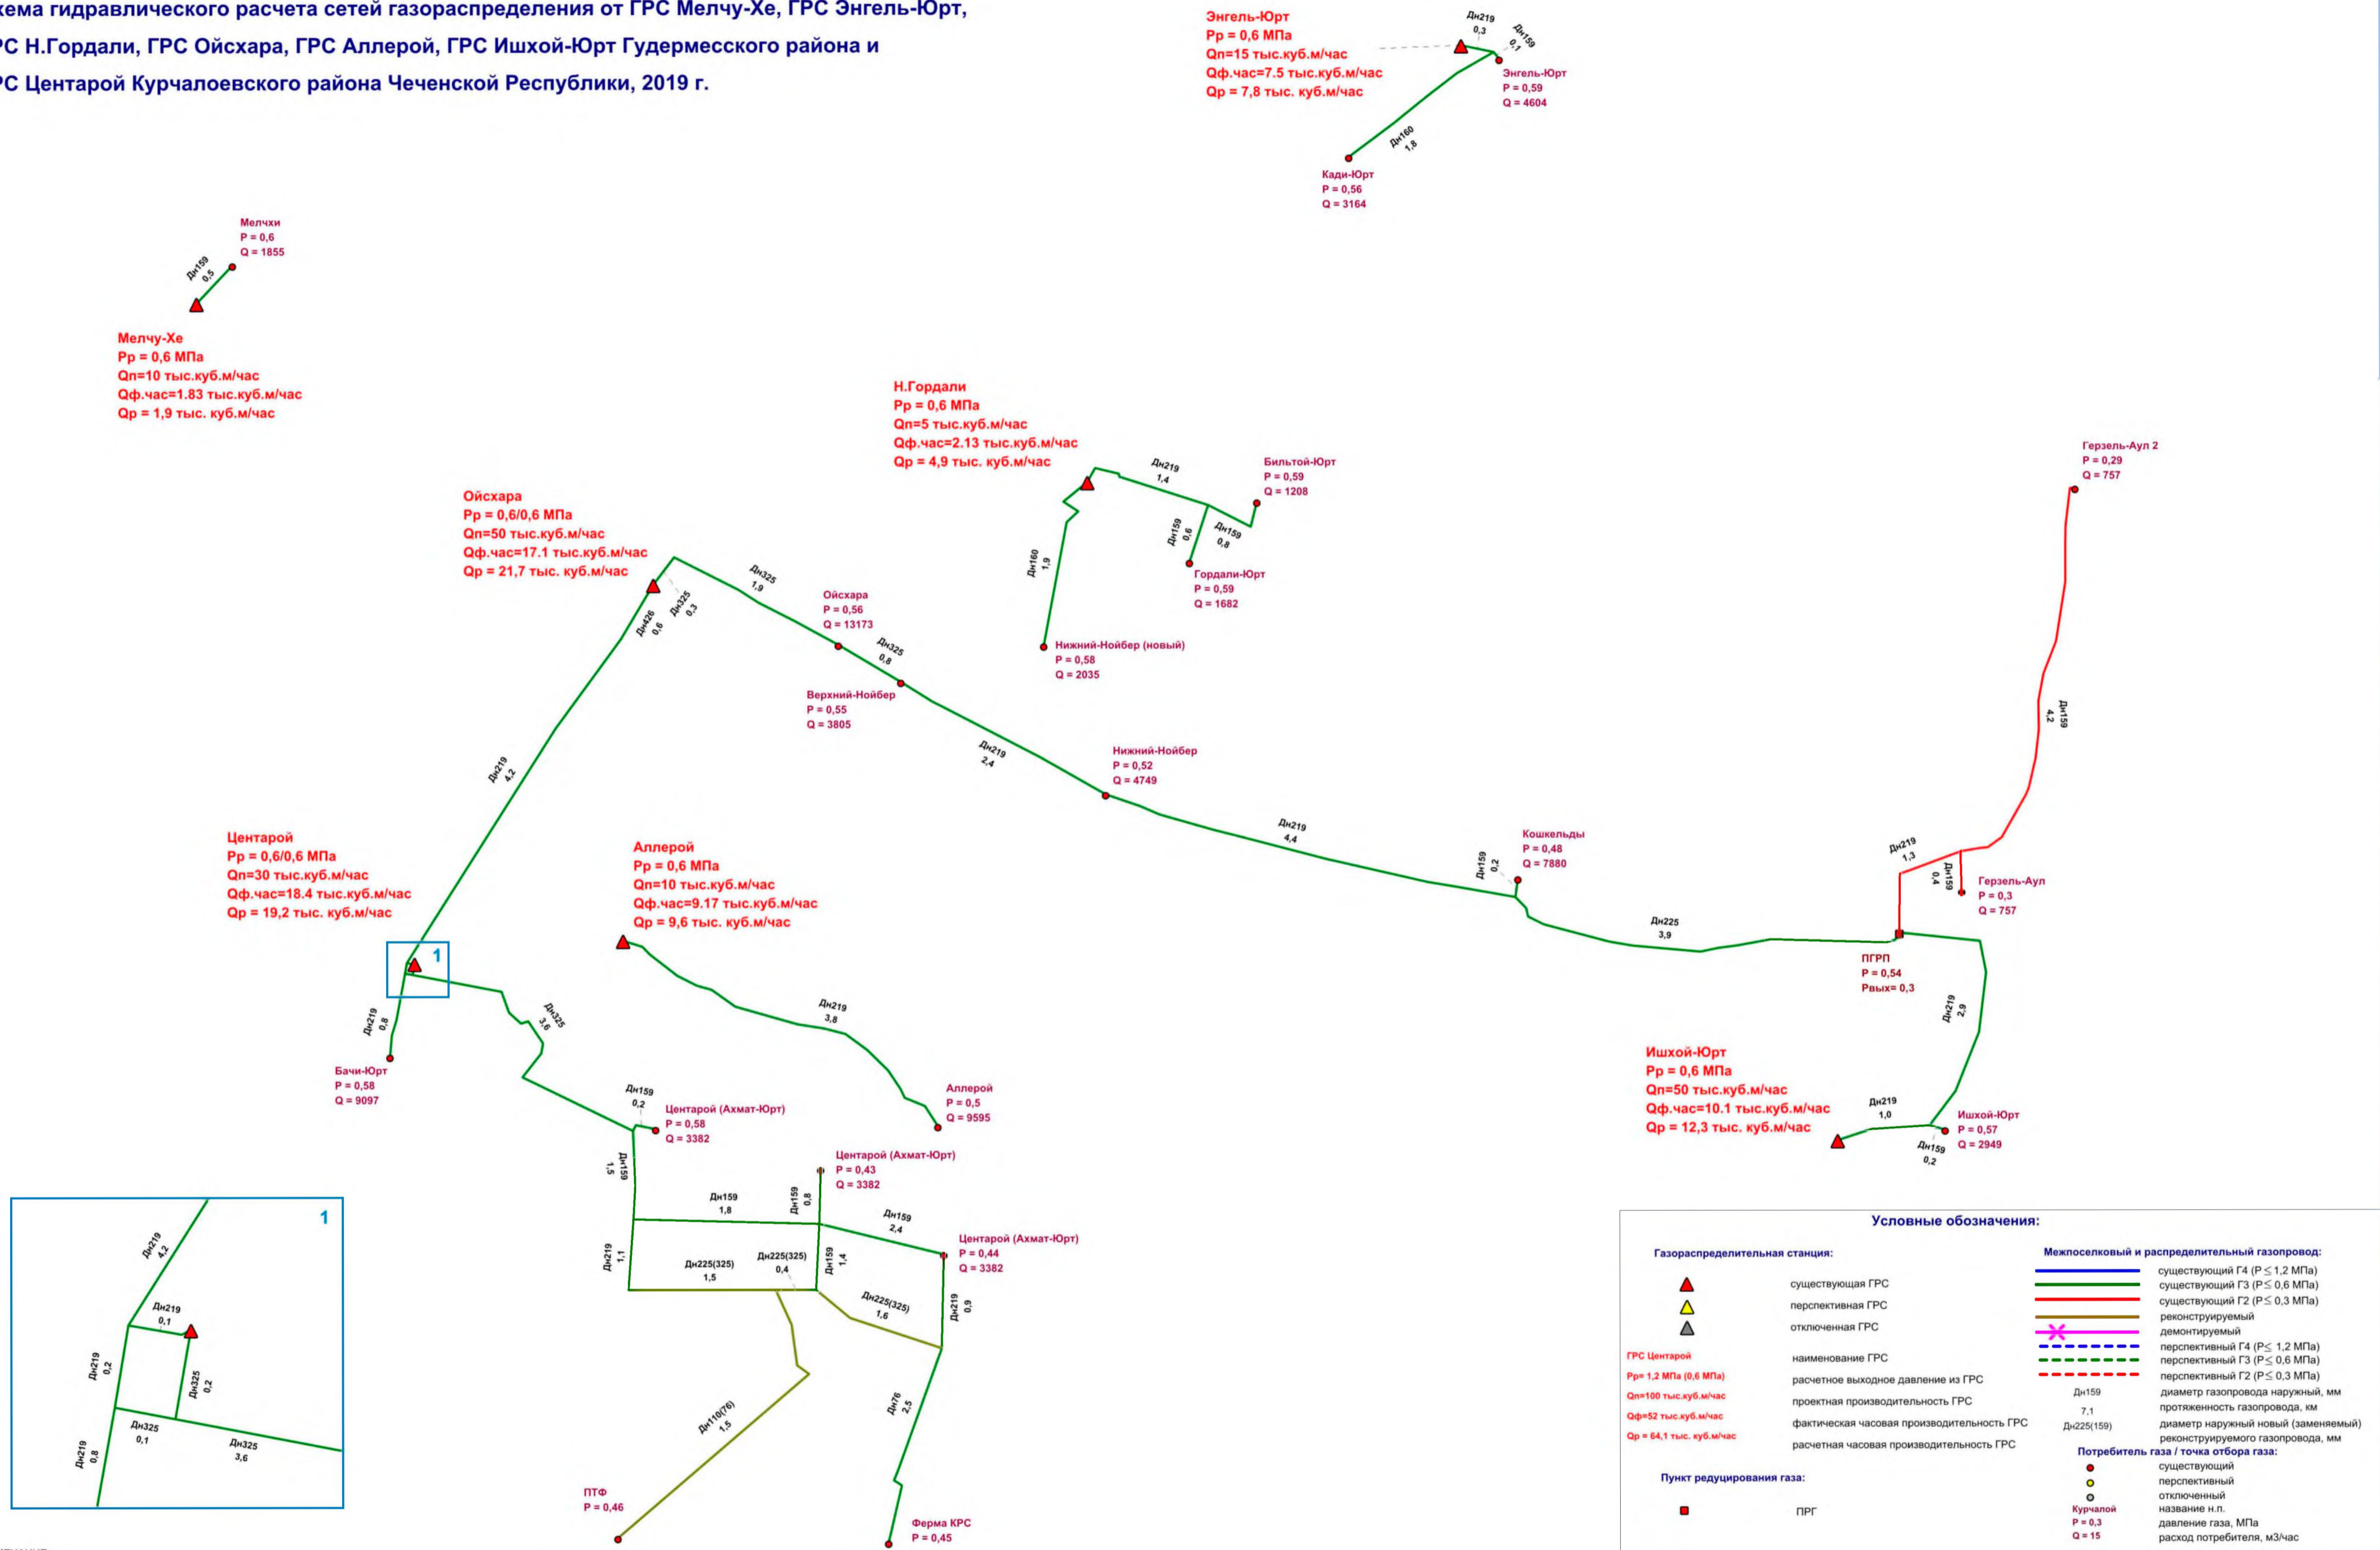 хема гидравлического расчета сетей газораспределения от ГРС Мелчу-Хе, ГРС Энгель-Юрт,
РС Н.Гордали, ГРС Ойсхара, ГРС Аллерой, ГРС Ишхой-Юрт Гудермесского района и
РС Центарой Курчалоевского района Чеченской Республики, 2019 г.
Энгель-Юрт
Pр = 0,6 МПа
Qп=15 тыс.куб.м/час
Qф.час=7.5 тыс.куб.м/час
Qр = 7,8 тыс. куб.м/час
Дн219
0,3
Дн159
0,1
Энгель-Юрт
P = 0,59
Q = 4604
Дн160
1,8
Кади-Юрт
P = 0,56
Q = 3164
Мелчхи
P = 0,6
Q = 1855
Дн159
0,5
Мелчу-Хе
Pр = 0,6 МПа
Qп=10 тыс.куб.м/час
Qф.час=1.83 тыс.куб.м/час
Qр = 1,9 тыс. куб.м/час
Н.Гордали
Pр = 0,6 МПа
Qп=5 тыс.куб.м/час
Qф.час=2.13 тыс.куб.м/час
Qр = 4,9 тыс. куб.м/час
Дн219
1,4
Бильтой-Юрт
P = 0,59
Q = 1208
Дн159
0,6
Дн159
0,8
Гордали-Юрт
P = 0,59
Q = 1682
Дн160
1,9
Нижний-Нойбер (новый)
P = 0,58
Q = 2035
Герзель-Аул 2
P = 0,29
Q = 757
Ойсхара
Pр = 0,6/0,6 МПа
Qп=50 тыс.куб.м/час
Qф.час=17.1 тыс.куб.м/час
Qр = 21,7 тыс. куб.м/час
Дн426
0,6
Дн325
0,3
Дн325
1,9
Ойсхара
P = 0,56
Q = 13173
Дн325
0,8
Верхний-Нойбер
P = 0,55
Q = 3805
Дн219
2,4
Нижний-Нойбер
P = 0,52
Q = 4749
Дн219
4,2
Дн159
4,2
Дн219
4,4
Кошкельды
P = 0,48
Q = 7880
Дн159
0,2
Дн219
1,3
Дн159
0,4
Герзель-Аул
P = 0,3
Q = 757
Дн225
3,9
ПГРП
P = 0,54
Pвых= 0,3
Дн219
2,9
Центарой
Pр = 0,6/0,6 МПа
Qп=30 тыс.куб.м/час
Qф.час=18.4 тыс.куб.м/час
Qр = 19,2 тыс. куб.м/час
1
Аллерой
Pр = 0,6 МПа
Qп=10 тыс.куб.м/час
Qф.час=9.17 тыс.куб.м/час
Qр = 9,6 тыс. куб.м/час
Дн219
3,8
Аллерой
P = 0,5
Q = 9595
Дн219
0,8
Дн325
3,6
Бачи-Юрт
P = 0,58
Q = 9097
Ишхой-Юрт
Pр = 0,6 МПа
Qп=50 тыс.куб.м/час
Qф.час=10.1 тыс.куб.м/час
Qр = 12,3 тыс. куб.м/час
Дн219
1,0
Ишхой-Юрт
P = 0,57
Q = 2949
Дн159
0,2
Дн159
0,2
Центарой (Ахмат-Юрт)
P = 0,58
Q = 3382
Дн159
1,5
Центарой (Ахмат-Юрт)
P = 0,43
Q = 3382
Дн159
1,8
Дн159
0,8
Дн159
2,4
Центарой (Ахмат-Юрт)
P = 0,44
Q = 3382
Дн219
1,1
Дн225(325)
1,5
Дн225(325)
0,4
Дн159
1,4
Дн225(325)
1,6
Дн219
0,9
Дн110(76)
1,5
Дн76
2,5
ПТФ
P = 0,46
Ферма КРС
P = 0,45
1
Дн219
4,2
Дн219
0,1
Дн219
0,2
Дн325
0,2
Дн325
0,1
Дн325
3,6
Дн219
0,8
Условные обозначения:
Газораспределительная станция:
существующая ГРС
перспективная ГРС
отключенная ГРС
ГРС Центарой
наименование ГРС
Pр= 1,2 МПа (0,6 МПа)
расчетное выходное давление из ГРС
Qп=100 тыс.куб.м/час
проектная производительность ГРС
Qф=52 тыс.куб.м/час
фактическая часовая производительность ГРС
Qр = 64,1 тыс. куб.м/час
расчетная часовая производительность ГРС
Пункт редуцирования газа:
ПРГ
Межпоселковый и распределительный газопровод:
существующий Г4 (P≤ 1,2 МПа)
существующий Г3 (P≤ 0,6 МПа)
существующий Г2 (P≤ 0,3 МПа)
реконструируемый
демонтируемый
перспективный Г4 (P≤ 1,2 МПа)
перспективный Г3 (P≤ 0,6 МПа)
перспективный Г2 (P≤ 0,3 МПа)
Дн159
диаметр газопровода наружный, мм
7,1
протяженность газопровода, км
Дн225(159)
диаметр наружный новый (заменяемый)
реконструируемого газопровода, мм
Потребитель газа / точка отбора газа:
существующий
перспективный
отключенный
Курчалой
название н.п.
P = 0,3
давление газа, МПа
Q = 15
расход потребителя, м3/час